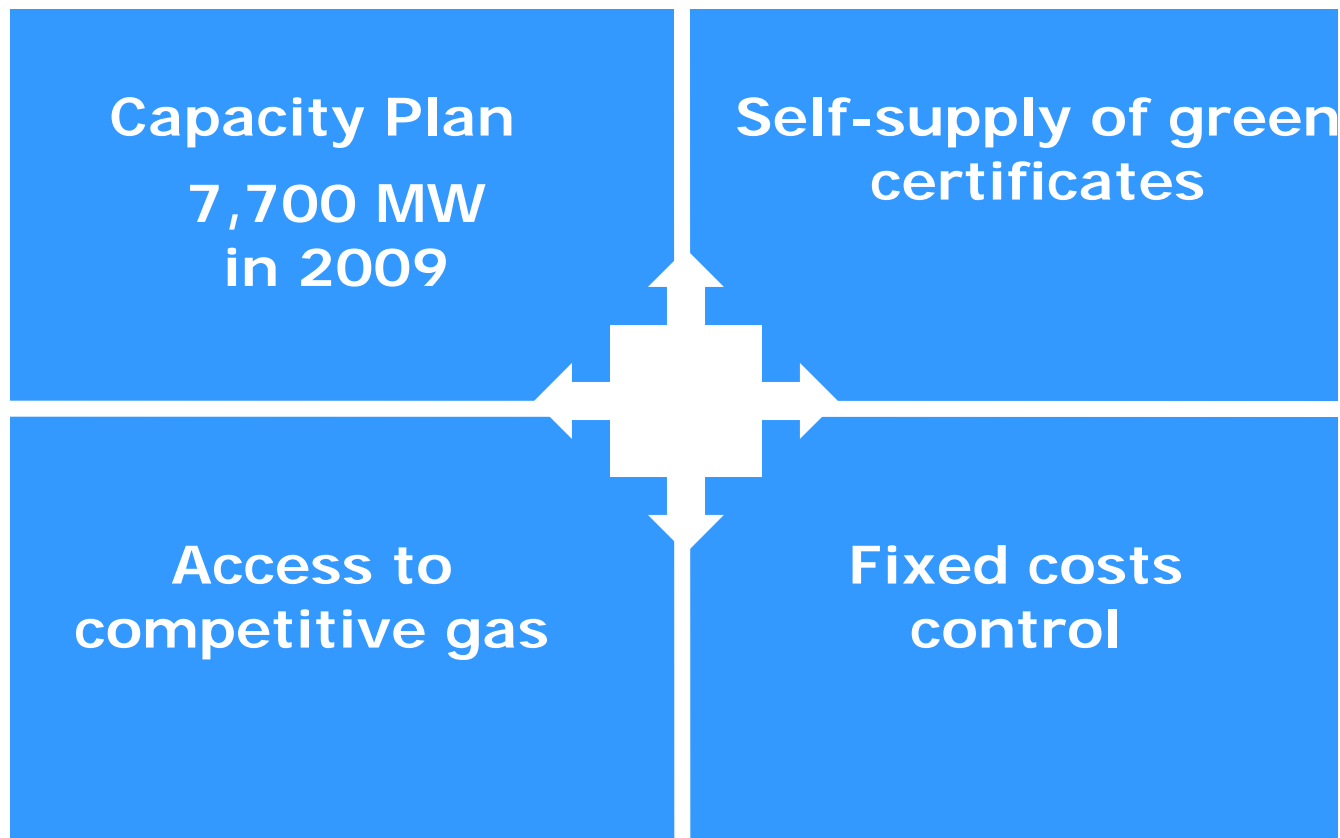 Capacity Plan
7,700 MW
in 2009
Self-supply of green
certificates
Access to
competitive gas
Fixed costs
control